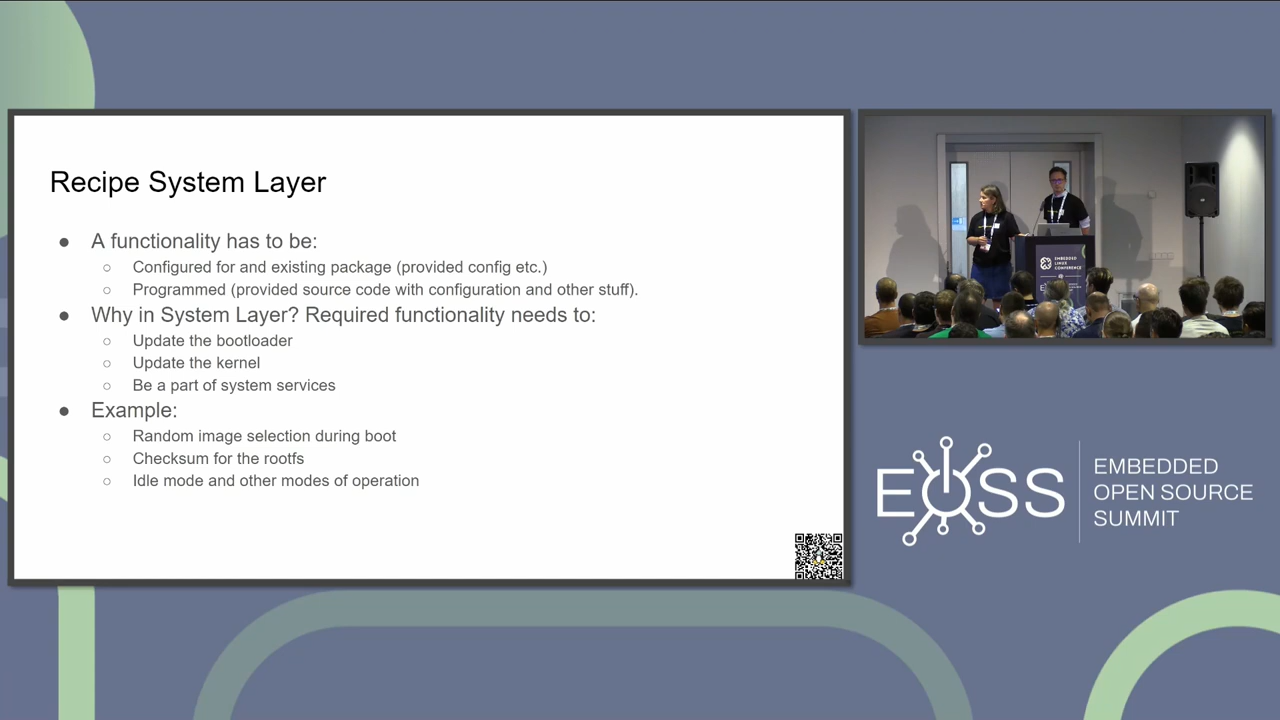 Recipe System Layer
● A functionality has to be:
○ Configured for and existing package (provided config etc.)
○ Programmed (provided source code with configuration and other stuff).
● Why in System Layer? Required functionality needs to:
○ Update the bootloader
○ Update the kernel
○ Be a part of system services
● Example:
○ Random image selection during boot
○ Checksum for the rootfs
○ Idle mode and other modes of operation
EMBEDDED
LINUX
CONFERENCE
EOSS
EMBEDDED
OPEN SOURCE
SUMMIT